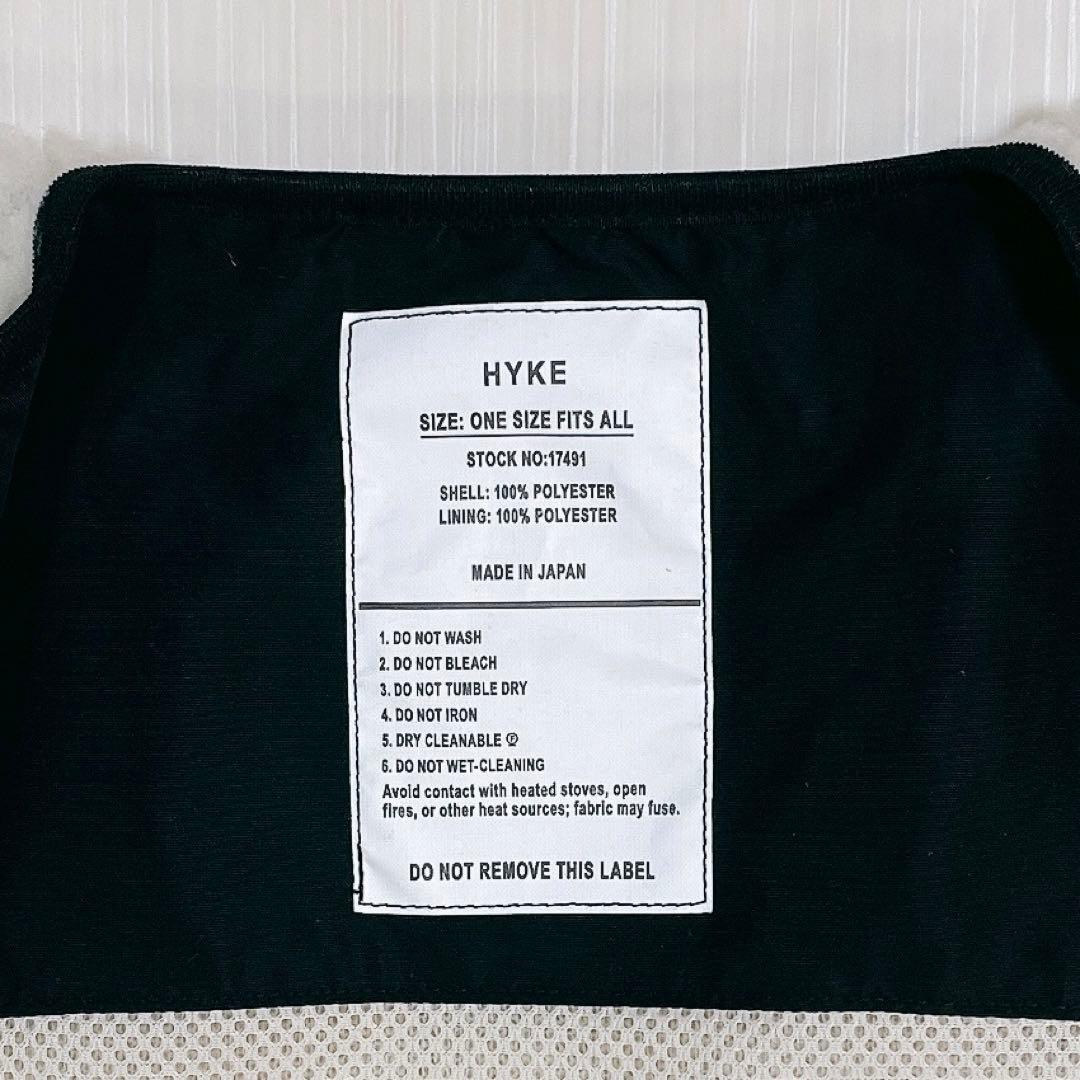 HYKE
SIZE: ONE SIZE FITS ALL
STOCK NO:17491
SHELL: 100% POLYESTER
LINING: 100% POLYESTER
MADE IN JAPAN
1. DO NOT WASH
2. DO NOT BLEACH
3. DO NOT TUMBLE DRY
4. DO NOT IRON
5. DRY CLEANABLE Ⓟ
6. DO NOT WET-CLEANING
Avoid contact with heated stoves, open
fires, or other heat sources; fabric may fuse.
DO NOT REMOVE THIS LABEL